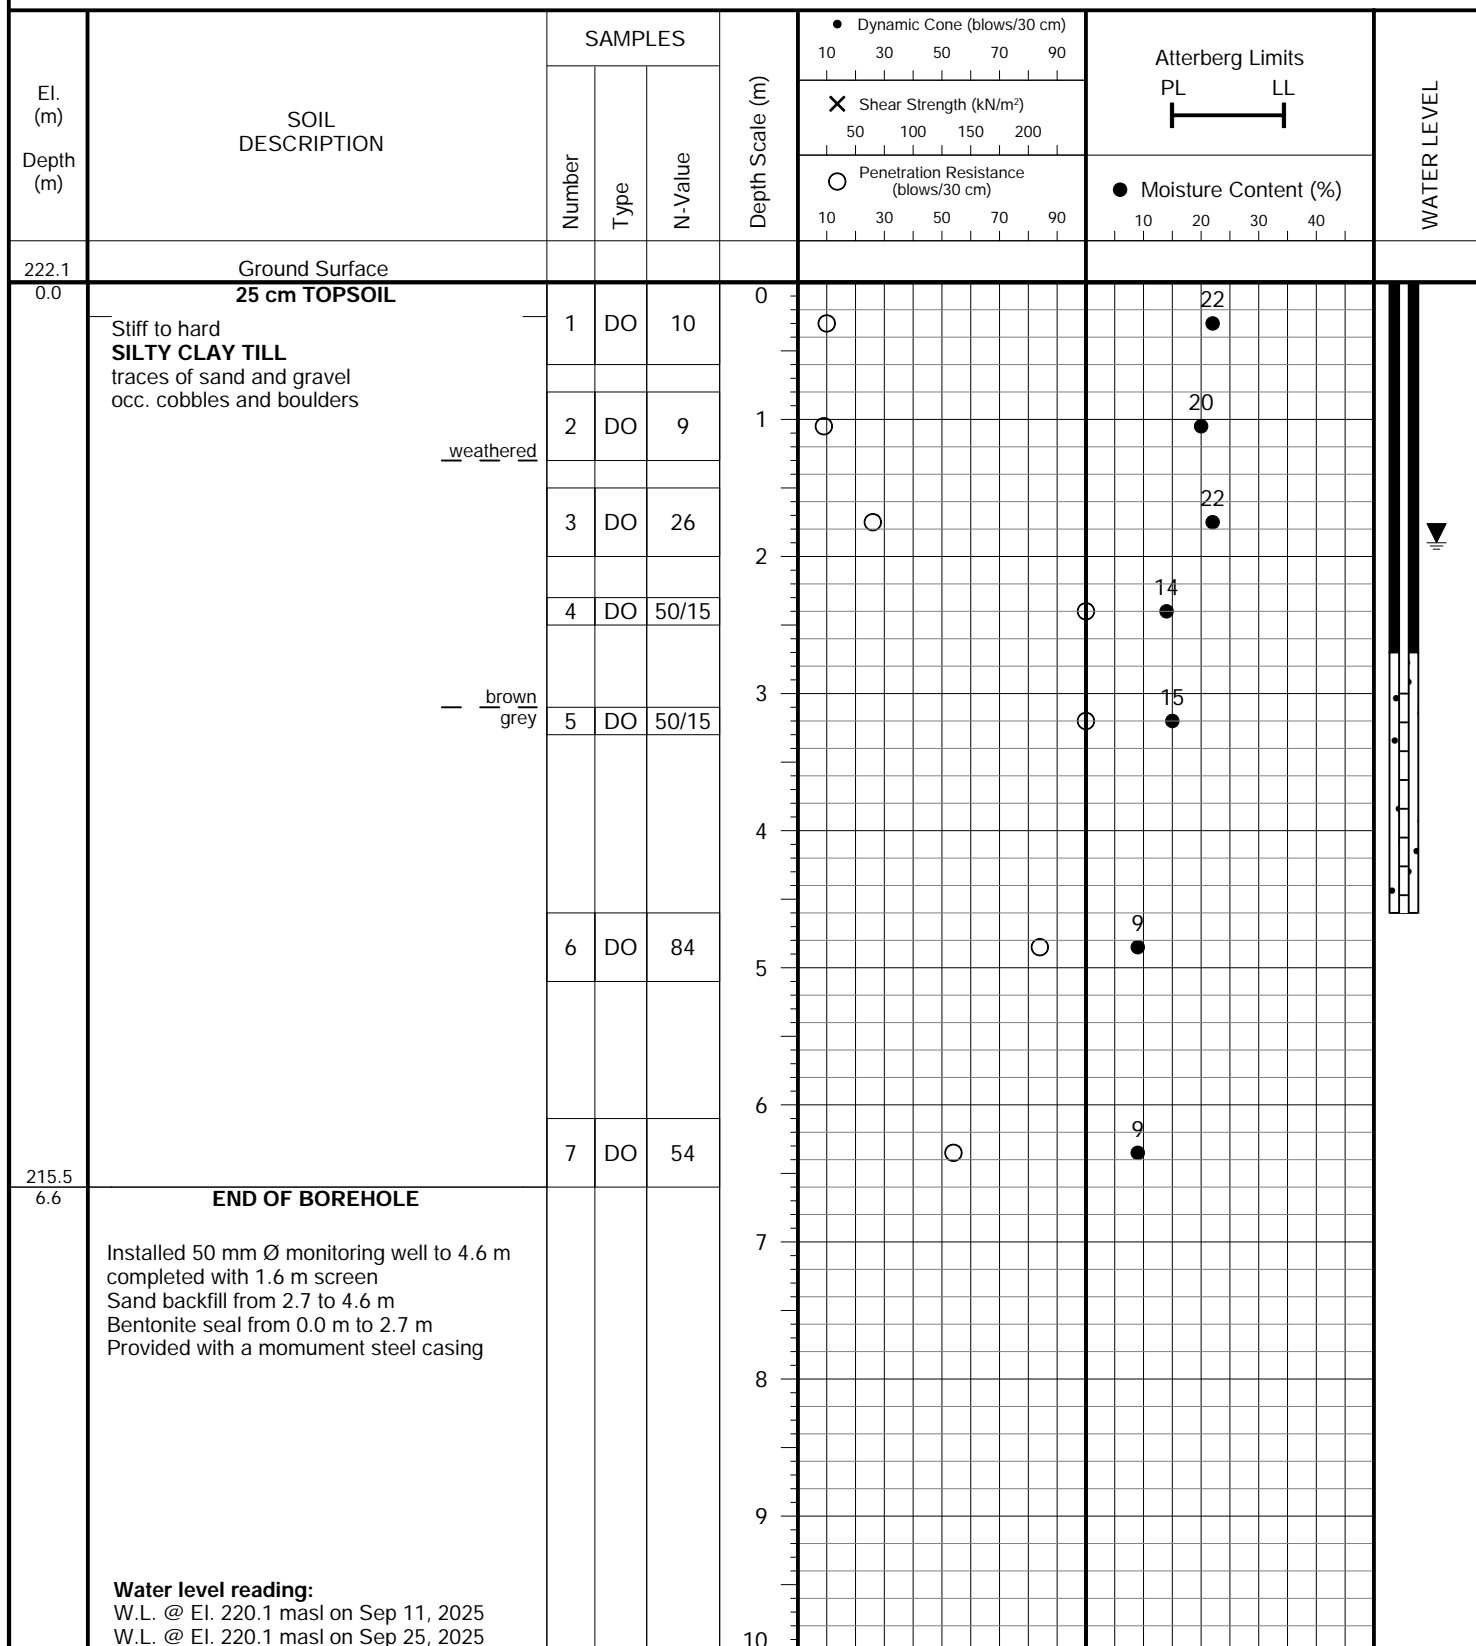 El.
(m)
Depth
(m)
SOIL
DESCRIPTION
SAMPLES
Number
Type
N-Value
Depth Scale (m)
Dynamic Cone (blows/30 cm)
10 30 50 70 90
Shear Strength (kN/m²)
50 100 150 200
Penetration Resistance
(blows/30 cm)
10 30 50 70 90
Atterberg Limits
PL LL
Moisture Content (%)
10 20 30 40
WATER LEVEL
222.1 Ground Surface
0.0 25 cm TOPSOIL 0
Stiff to hard 1 DO 10 22
SILTY CLAY TILL
traces of sand and gravel
occ. cobbles and boulders
2 DO 9 1 20
weathered
3 DO 26 22
2
4 DO 50/15 14
brown 3
grey 5 DO 50/15 15
4
6 DO 84 9
5
6
7 DO 54 9
215.5
6.6 END OF BOREHOLE
Installed 50 mm Ø monitoring well to 4.6 m 7
completed with 1.6 m screen
Sand backfill from 2.7 to 4.6 m
Bentonite seal from 0.0 m to 2.7 m
Provided with a momument steel casing
8
9
Water level reading:
W.L. @ El. 220.1 masl on Sep 11, 2025
W.L. @ El. 220.1 masl on Sep 25, 2025 10